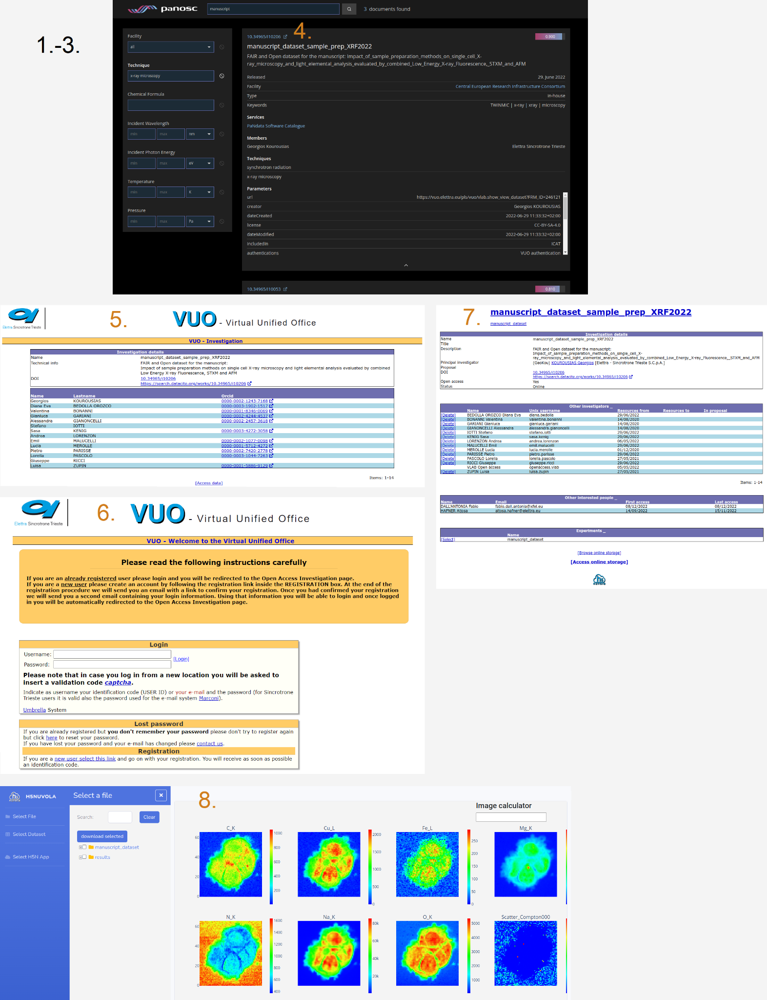 1.-3.
panosc
manuscript
3 documents found
Facility
all
Technique
x-ray microscopy
Chemical Formula
Incident Wavelength
min max nm
Incident Photon Energy
min max eV
Temperature
min max K
Pressure
min max Pa
4.
10.34965/i10206
0.900
manuscript_dataset_sample_prep_XRF2022
FAIR and Open dataset for the manuscript: Impact_of_sample_preparation_methods_on_single_cell_X-
ray_microscopy_and_light_elemental_analysis_evaluated_by_combined_Low_Energy_X-ray_Fluorescence,_STXM_and_AFM
Released 29. June 2022
Facility Central European Research Infrastructure Consortium
Type in-house
Keywords TWINMIC | x-ray | xray | microscopy
Services
PaNdata Software Catalogue
Members
Georgios Kourousias Elettra Sincrotrone Trieste
Techniques
synchrotron radiation
x-ray microscopy
Parameters
url https://vuo.elettra.eu/pls/vuo/vlab.show_view_dataset?FRM_ID=246121
creator Georgios KOUROUSIAS
dateCreated 2022-06-29 11:33:32+02:00
license CC-BY-SA-4.0
dateModified 2022-06-29 11:33:32+02:00
includedIn ICAT
authentications VUO authentication
10.34965/i10053
0.810
Elettra Sincrotrone Trieste
5.
VUO - Virtual Unified Office
VUO - Investigation
Investigation details
Name manuscript_dataset_sample_prep_XRF2022
Technical info FAIR and Open dataset for the manuscript:
Impact of sample preparation methods on single cell X-ray microscopy and light elemental analysis evaluated by combined
Low Energy X-ray Fluorescence, STXM and AFM
DOI 10.34965/i10206
https://search.datacite.org/works/10.34965/i10206
Name Lastname Orcid
Georgios KOUROUSIAS 0000-0002-1243-7168
Diana Eva BEDOLLA OROZCO 0000-0003-1902-1517
Valentina BONANNI 0000-0001-8346-0069
Gianluca GARIANI 0000-0002-4244-4537
Alessandra GIANONCELLI 0000-0002-2457-3618
Stefano IOTTI
Sasa KENIG 0000-0003-4272-3058
Andrea LORENZON
Emil MALUCELLI 0000-0002-1077-0098
Lucia MEROLLE 0000-0001-5712-4272
Pietro PARISSE 0000-0002-7420-2778
Lorella PASCOLO 0000-0003-1044-7263
Giuseppe RICCI
Luisa ZUPIN 0000-0001-5886-9129
Items: 1-14
[Access data]
Elettra Sincrotrone Trieste
6.
VUO - Virtual Unified Office
VUO - Welcome to the Virtual Unified Office
Please read the following instructions carefully
If you are an already registered user please login and you will be redirected to the Open Access Investigation page.
If you are a new user please create an account by following the registration link inside the REGISTRATION box. At the end of the
registration procedure we will send you an email with a link to confirm your registration. Once you had confirmed your registration
we will send you a second email containing your login information. Using that information you will be able to login and once logged
in you will be automatically redirected to the Open Access Investigation page.
Login
Username:
Password:
[Login]
Please note that in case you log in from a new location you will be asked to
insert a validation code captcha.
Indicate as username your identification code (USER ID) or your e-mail and the password (for Sincrotrone
Trieste users it is valid also the password used for the e-mail system Marconi).
Umbrella System
Lost password
If you are already registered but you don't remember your password please don't try to register again
but click here to reset your password.
If you have lost your password and your e-mail has changed please contact us.
Registration
If you are a new user select this link and go on with your registration. You will receive as soon as possible
an identification code.
7.
manuscript_dataset_sample_prep_XRF2022
manuscript_dataset
Investigation details
Name manuscript_dataset_sample_prep_XRF2022
Title
Description FAIR and Open dataset for the manuscript:
Impact_of_sample_preparation_methods_on_single_cell_X-
ray_microscopy_and_light_elemental_analysis_evaluated_by_combined_Low_Energy_X-ray_Fluorescence,_STXM_and_AFM
Principal investigator (GeoKou) KOUROUSIAS Georgios [Elettra - Sincrotrone Trieste S.C.p.A.]
Proposal
DOI 10.34965/i10206
https://search.datacite.org/works/10.34965/i10206
Open access Yes
Status Online
Other investigators _
Name Unix username Resources from Resources to In proposal
[Delete] BEDOLLA OROZCO Diana Eva diana.bedolla 29/06/2022
[Delete] BONANNI Valentina valentina.bonanni 14/08/2020
[Delete] GARIANI Gianluca gianluca.gariani 14/08/2020
[Delete] GIANONCELLI Alessandra alessandra.gianoncelli 14/08/2020
[Delete] IOTTI Stefano stefano.iotti 29/06/2022
[Delete] KENIG Sasa sasa.kenig 29/06/2022
[Delete] LORENZON Andrea andrea.lorenzon 06/05/2022
[Delete] MALUCELLI Emil emil.malucelli 29/06/2022
[Delete] MEROLLE Lucia lucia.merolle 01/12/2020
[Delete] PARISSE Pietro pietro.parisse 29/06/2022
[Delete] PASCOLO Lorella lorella.pascolo 27/05/2021
[Delete] RICCI Giuseppe giuseppe.ricci 29/06/2022
VLAB Open access openaccess.vlab 05/05/2022
[Delete] ZUPIN Luisa luisa.zupin 27/05/2021
Items: 1-14
Other interested people _
Name Email First access Last access
DALL'ANTONIA Fabio fabio.dall.antonia@xfel.eu 08/12/2022 08/12/2022
HAFNER Aljosa aljosa.hafner@elettra.eu 14/09/2022 15/11/2022
Experiments _
Name
[Select] manuscript_dataset
[Browse online storage]
[Access online storage]
h5
nuvola
h5 nuvola H5NUVOLA
Select File
Select Dataset
Select H5N App
Select a file
×
Search:
Clear
download selected
manuscript_dataset
results
8.
Image calculator
C_K Cu_L Fe_L Mg_K
60
40
20
0
1000
800
600
400
200
2000
1500
1000
500
0
250
200
150
100
50
0
N_K Na_K O_K Scatter_Compton000
60
40
20
0
1600
1400
1200
1000
800
600
400
80k
60k
40k
20k
5000
4000
3000
2000
1000